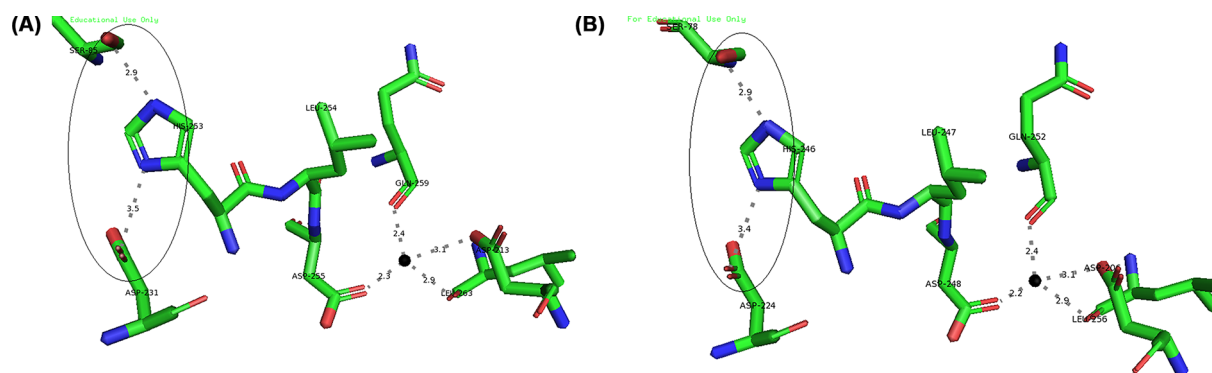 (A)
Educational Use Only
SER-85
2.9
HIS-253
LEU-254
GLN-259
3.5
2.4
3.1
ASP-213
ASP-255
2.3
2.9
LEU-263
ASP-231
(B)
For Educational Use Only
SER-78
2.9
HIS-246
LEU-247
GLN-252
3.4
2.4
ASP-248
3.1
ASP-206
2.2
2.9
ASP-224
LEU-256